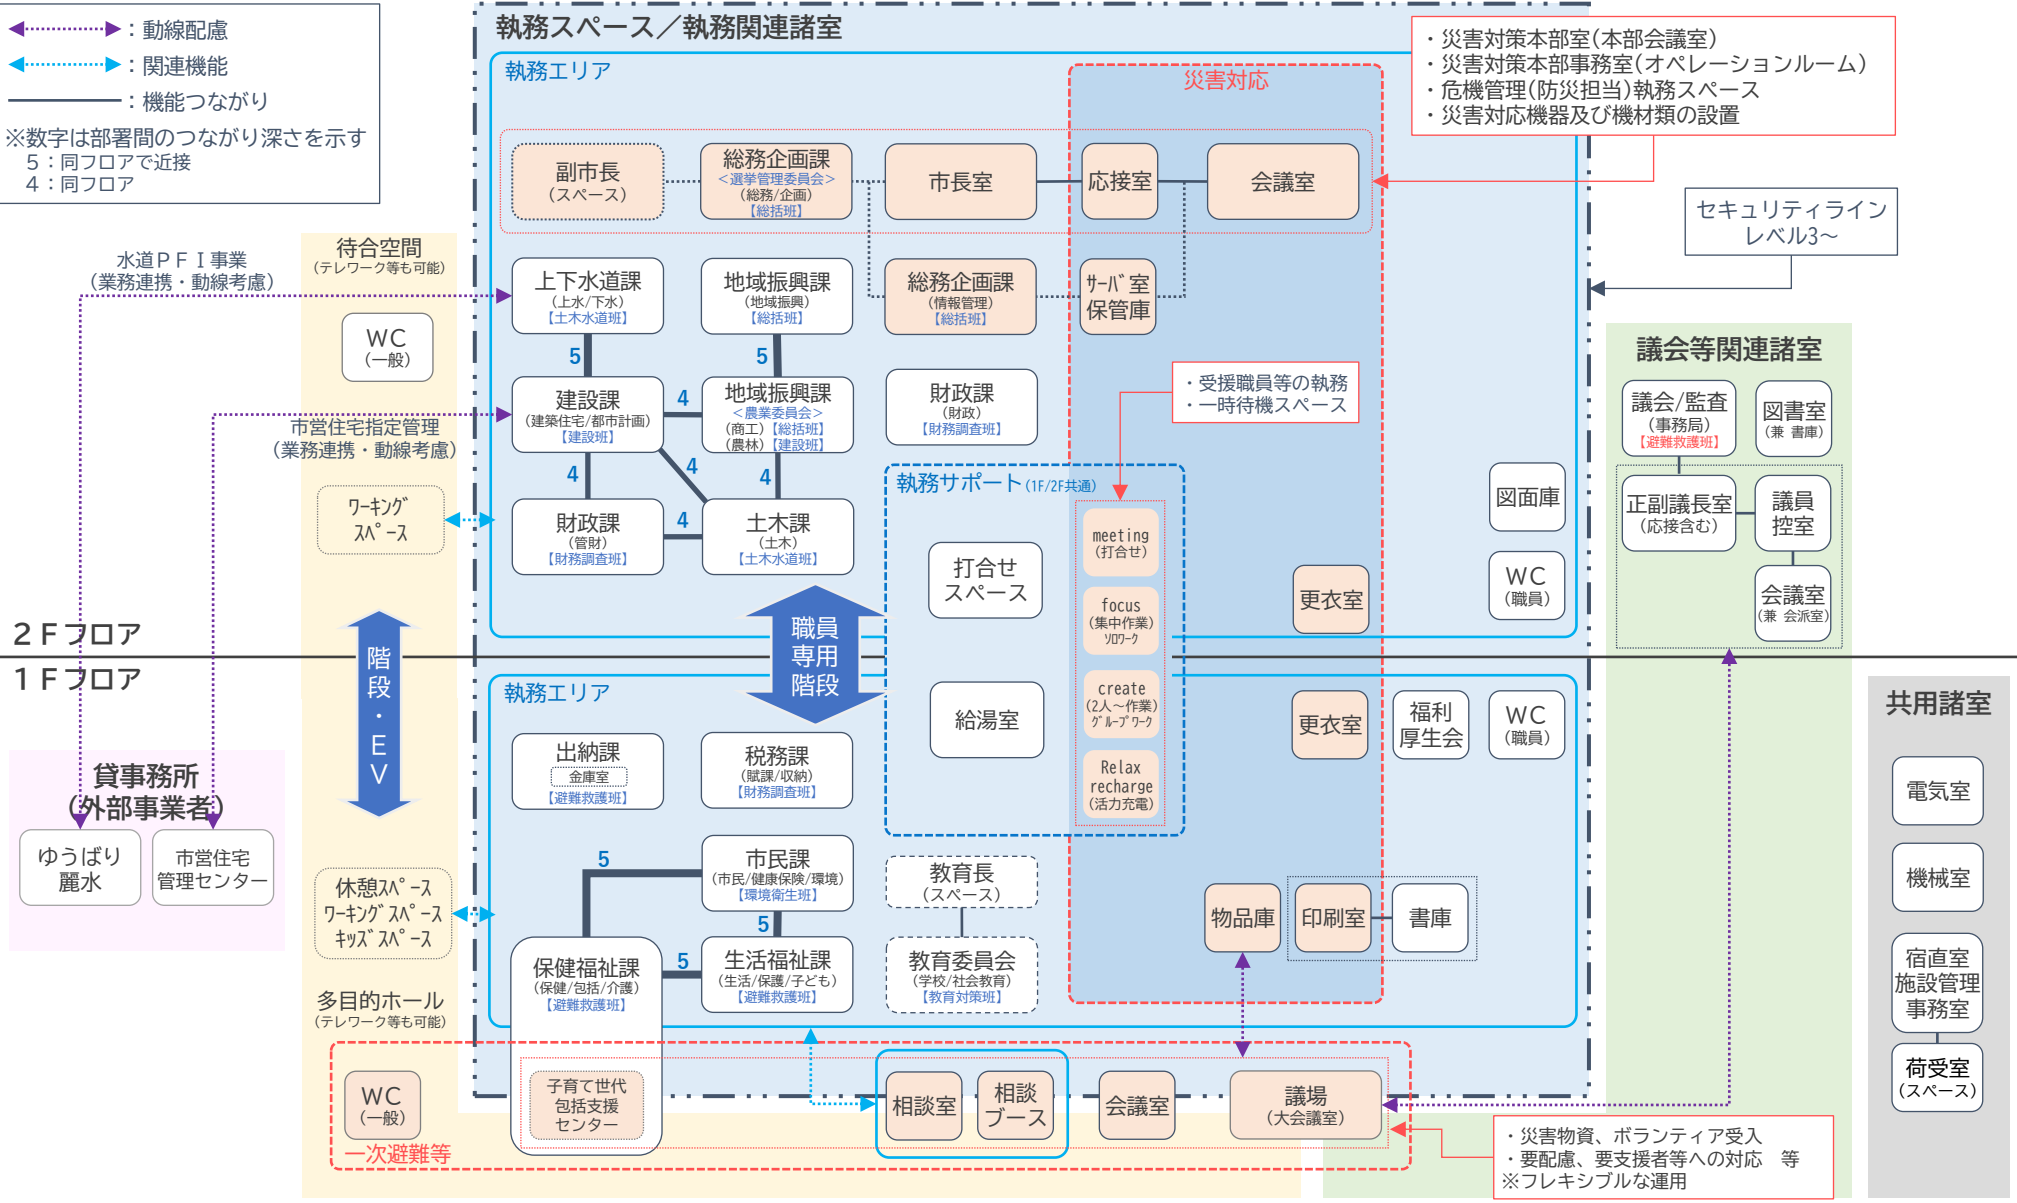 ：動線配慮
：関連機能
：機能つながり
※数字は部署間のつながり深さを示す
５：同フロアで近接
４：同フロア
執務スペース／執務関連諸室
執務エリア
災害対応
・災害対策本部室(本部会議室)
・災害対策本部事務室(オペレーションルーム)
・危機管理(防災担当)執務スペース
・災害対応機器及び機材類の設置
副市長
(スペース)
総務企画課
<選挙管理委員会>
(総務/企画)
【総括班】
市長室
応接室
会議室
セキュリティライン
レベル3～
待合空間
(テレワーク等も可能)
水道ＰＦＩ事業
(業務連携・動線考慮)
上下水道課
(上水/下水)
【土木水道班】
地域振興課
(地域振興)
【総括班】
総務企画課
(情報管理)
【総括班】
ｻｰﾊﾞ室
保管庫
WC
(一般)
5
5
議会等関連諸室
建設課
(建築住宅/都市計画)
【建設班】
4
地域振興課
<農業委員会>
(商工)【総括班】
(農林)【建設班】
財政課
(財政)
【財務調査班】
・受援職員等の執務
・一時待機スペース
議会/監査
(事務局)
【避難救護班】
図書室
(兼 書庫)
市営住宅指定管理
(業務連携・動線考慮)
4
4
4
執務サポート(1F/2F共通)
ﾜｰｷﾝｸﾞ
ｽﾍﾟｰｽ
財政課
(管財)
【財務調査班】
4
土木課
(土木)
【土木水道班】
図面庫
正副議長室
(応接含む)
議員
控室
meeting
(打合せ)
打合せ
スペース
focus
(集中作業)
ｿﾛﾜｰｸ
更衣室
WC
(職員)
会議室
(兼 会派室)
２Ｆフロア
１Ｆフロア
階段・ＥＶ
職員
専用
階段
執務エリア
給湯室
create
(2人～作業)
ｸﾞﾙｰﾌﾟﾜｰｸ
更衣室
福利
厚生会
WC
(職員)
共用諸室
出納課
金庫室
【避難救護班】
税務課
(賦課/収納)
【財務調査班】
Relax
recharge
(活力充電)
電気室
貸事務所
(外部事業者)
ゆうばり
麗水
市営住宅
管理センター
5
市民課
(市民/健康保険/環境)
【環境衛生班】
教育長
(スペース)
機械室
休憩ｽﾍﾟｰｽ
ﾜｰｷﾝｸﾞｽﾍﾟｰｽ
ｷｯｽﾞｽﾍﾟｰｽ
5
物品庫
印刷室
書庫
保健福祉課
(保健/包括/介護)
【避難救護班】
5
生活福祉課
(生活/保護/子ども)
【避難救護班】
教育委員会
(学校/社会教育)
【教育対策班】
宿直室
施設管理
事務室
多目的ホール
(テレワーク等も可能)
荷受室
(スペース)
WC
(一般)
子育て世代
包括支援
センター
相談室
相談
ブース
会議室
議場
(大会議室)
一次避難等
・災害物資、ボランティア受入
・要配慮、要支援者等への対応　等
※フレキシブルな運用